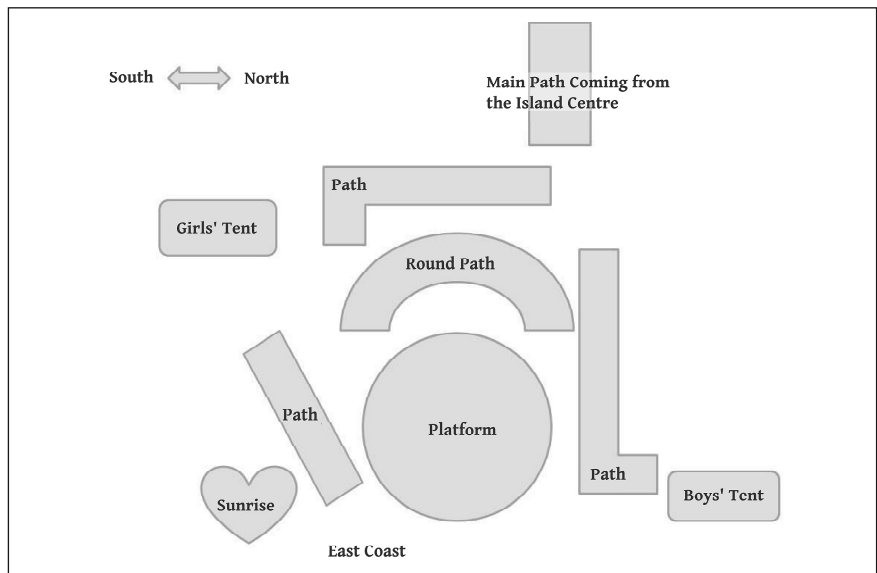 South
North
Main Path Coming from
the Island Centre
Path
Girls' Tent
Round Path
Path
Platform
Path
Sunrise
Boys' Tent
East Coast